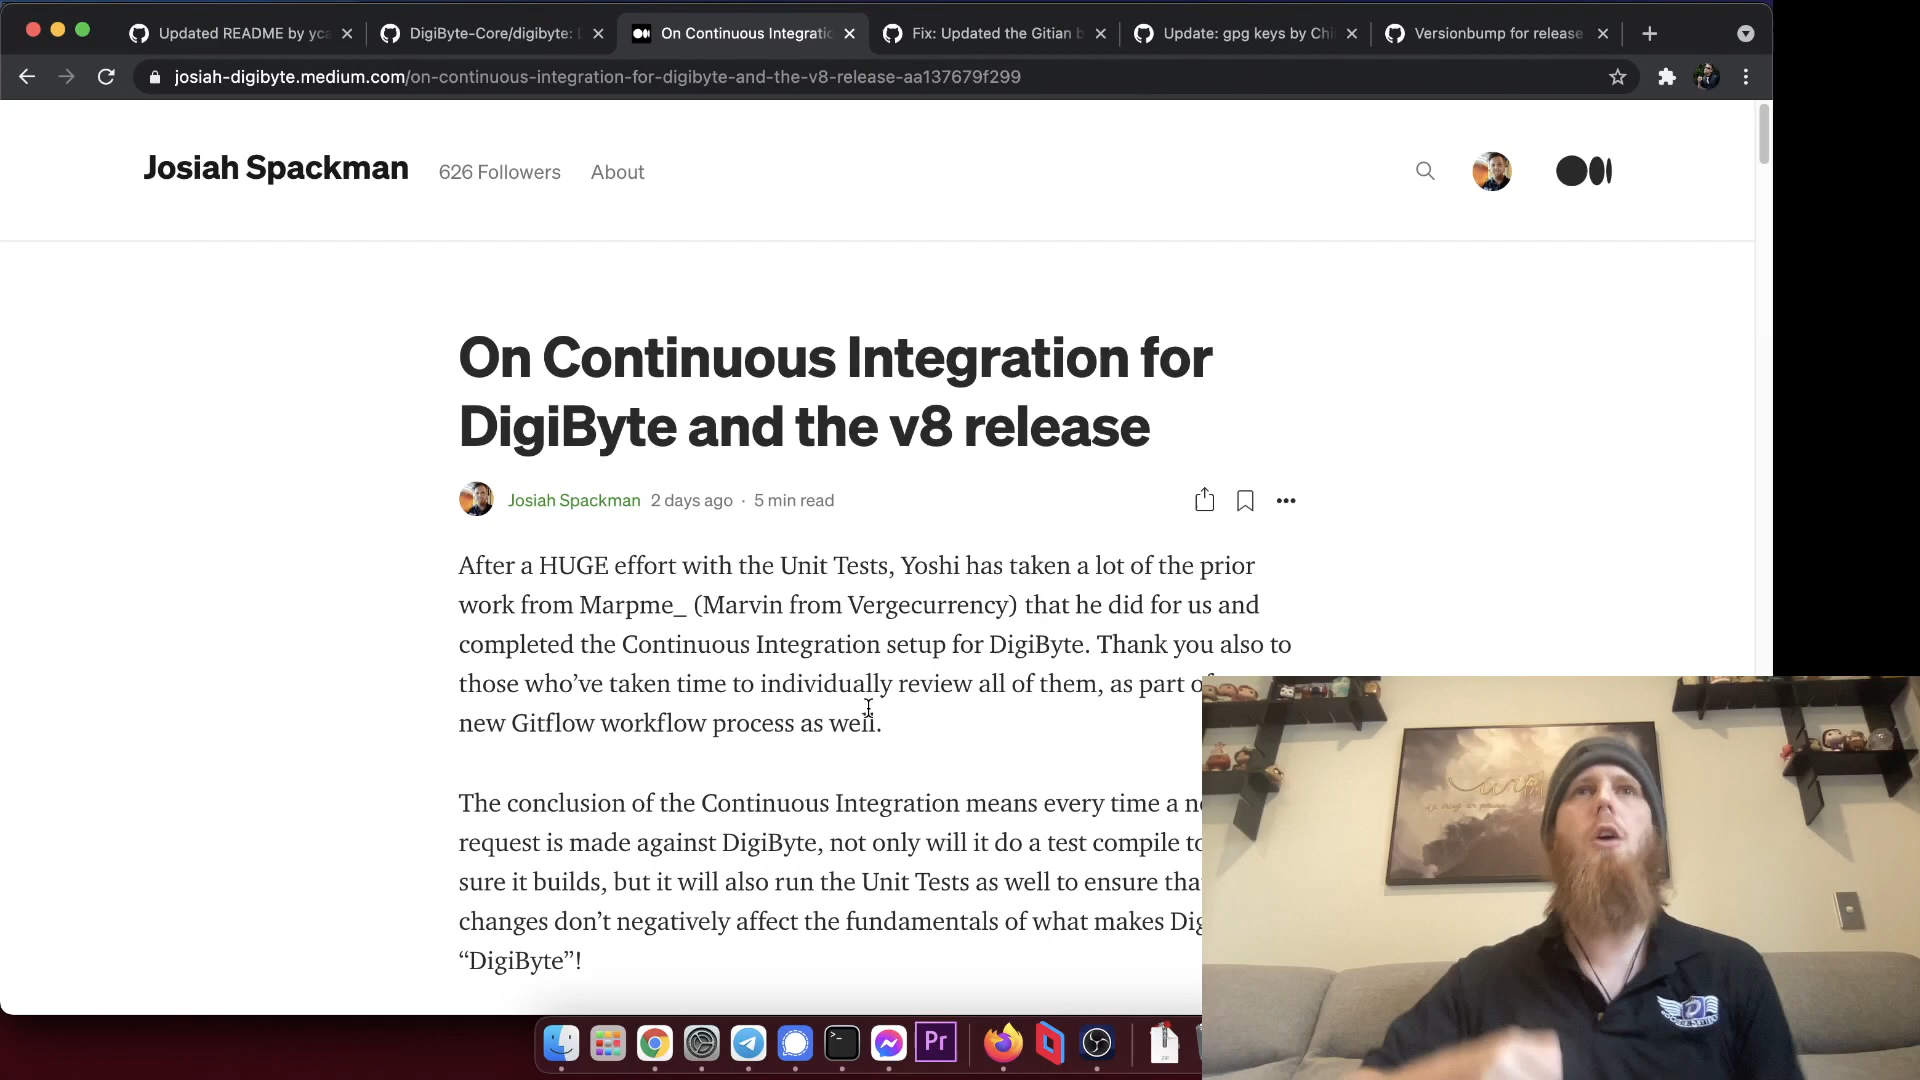 Updated README by yca
DigiByte-Core/digibyte: D
On Continuous Integratio
Fix: Updated the Gitian b
Update: gpg keys by Cha
Versionbump for release
josiah-digibyte.medium.com/on-continuous-integration-for-digibyte-and-the-v8-release-aa137679f299
Josiah Spackman
626 Followers
About
On Continuous Integration for
DigiByte and the v8 release
Josiah Spackman 2 days ago · 5 min read
After a HUGE effort with the Unit Tests, Yoshi has taken a lot of the prior
work from Marpme_ (Marvin from Vergecurrency) that he did for us and
completed the Continuous Integration setup for DigiByte. Thank you also to
those who’ve taken time to individually review all of them, as part of
new Gitflow workflow process as well.
The conclusion of the Continuous Integration means every time a ne
request is made against DigiByte, not only will it do a test compile to
sure it builds, but it will also run the Unit Tests as well to ensure tha
changes don’t negatively affect the fundamentals of what makes Dig
“DigiByte”!
Pr
ZIP